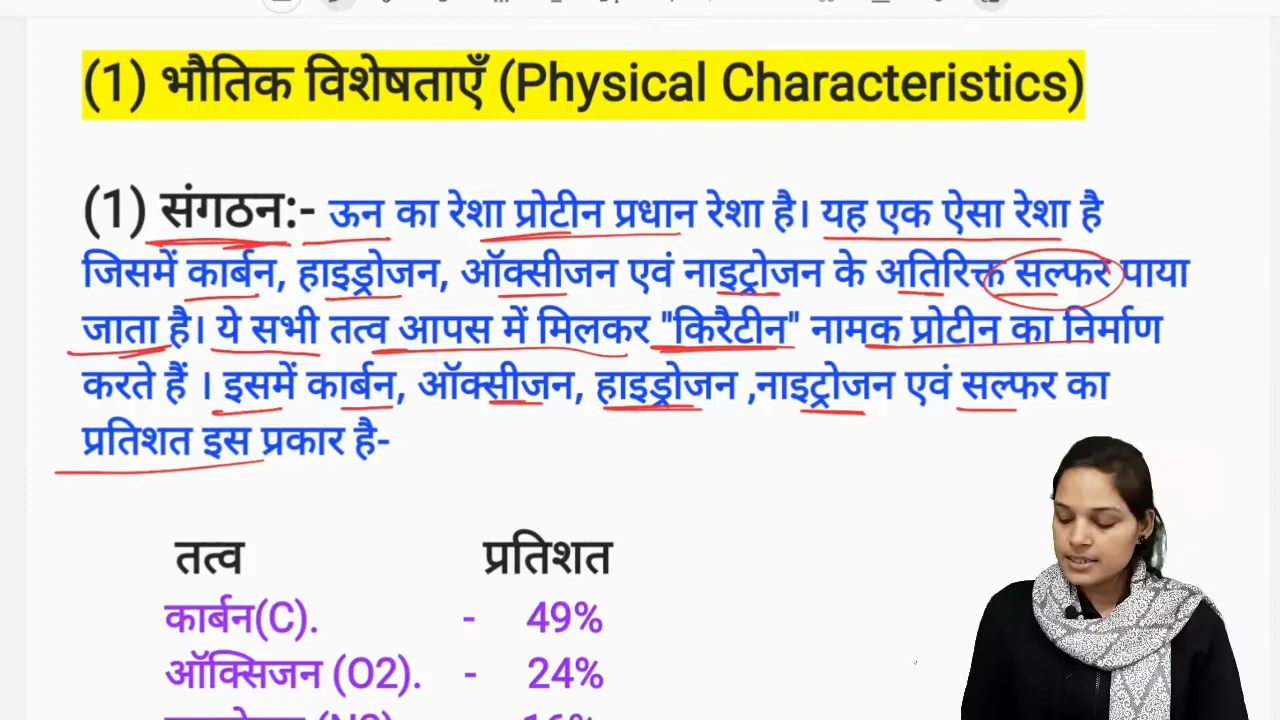 (1) भौतिक विशेषताएँ (Physical Characteristics)
(1) संगठन:- ऊन का रेशा प्रोटीन प्रधान रेशा है। यह एक ऐसा रेशा है
जिसमें कार्बन, हाइड्रोजन, ऑक्सीजन एवं नाइट्रोजन के अतिरिक्त सल्फर पाया
जाता है। ये सभी तत्व आपस में मिलकर "किरैटीन" नामक प्रोटीन का निर्माण
करते हैं । इसमें कार्बन, ऑक्सीजन, हाइड्रोजन ,नाइट्रोजन एवं सल्फर का
प्रतिशत इस प्रकार है-
तत्व प्रतिशत
कार्बन(C). - 49%
ऑक्सिजन (O2). - 24%